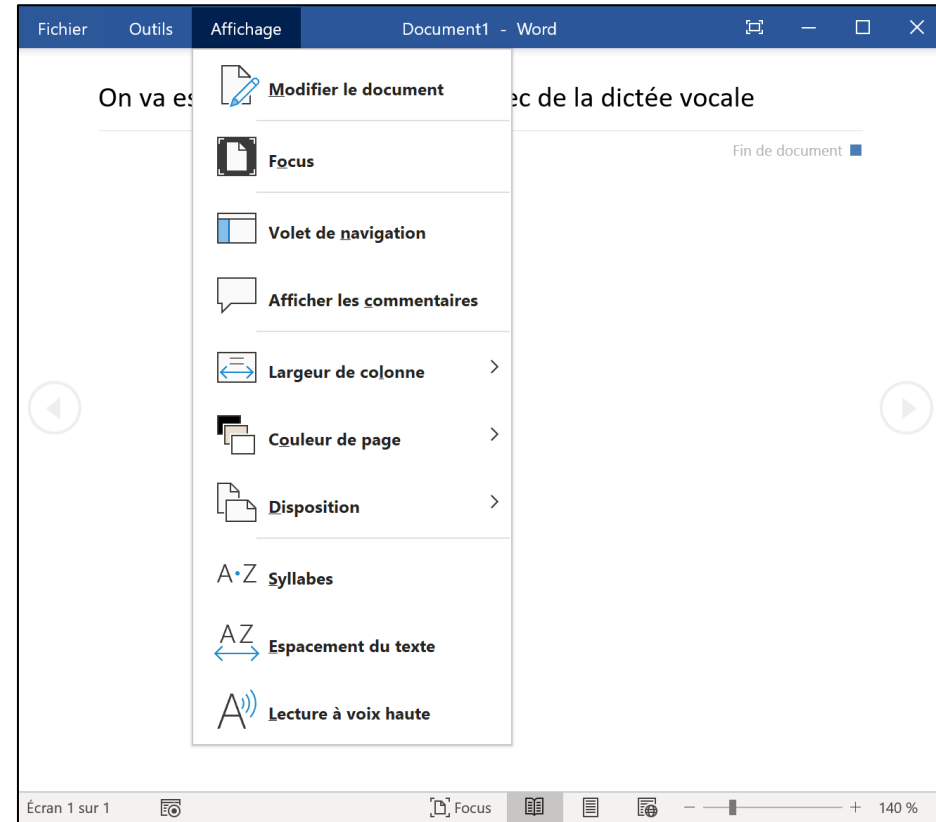 Fichier Outils Affichage Document1 - Word
Modifier le document
On va es ec de la dictée vocale
Fin de document
Focus
Volet de navigation
Afficher les commentaires
Largeur de colonne
Couleur de page
Disposition
A·Z Syllabes
AZ Espacement du texte
A Lecture à voix haute
Écran 1 sur 1 Focus - + 140 %